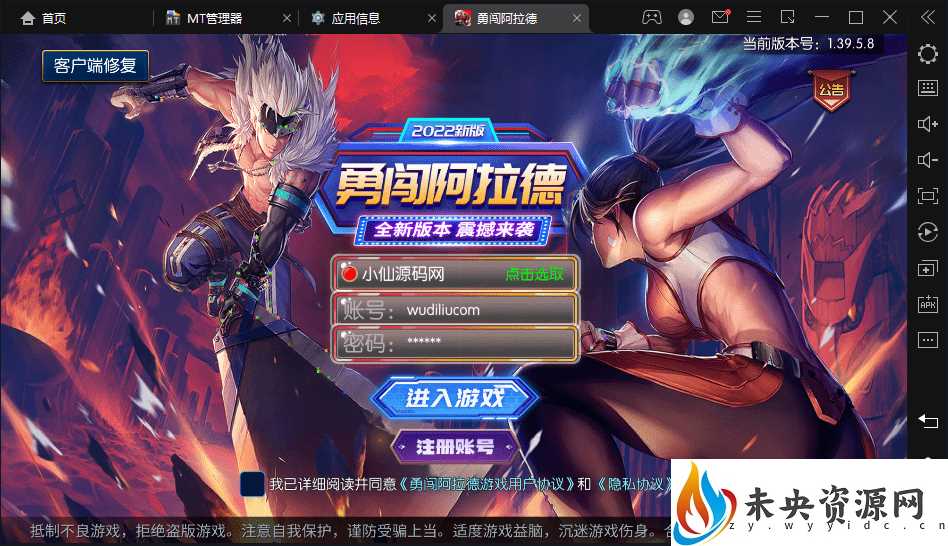 首页
MT管理器
应用信息
勇闯阿拉德
当前版本号：1.39.5.8
客户端修复
公告
2022新版
勇闯阿拉德
全新版本 震撼来袭
小仙源码网 点击选取
账号： wudiliucom
密码： ******
进入游戏
注册账号
我已详细阅读并同意《勇闯阿拉德游戏用户协议》和《隐私协议》
抵制不良游戏，拒绝盗版游戏。注意自我保护，谨防受骗上当。适度游戏益脑，沉迷游戏伤身。
APK
未央资源网
zy.wyyidc.cn